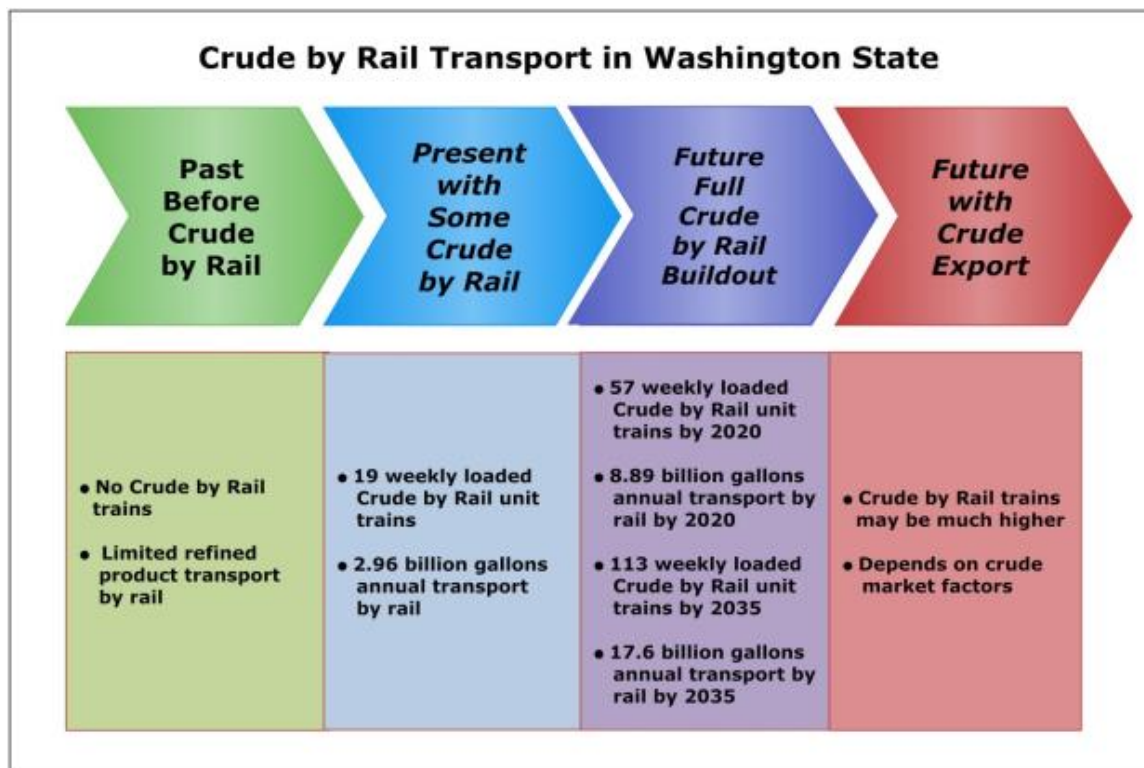 Crude by Rail Transport in Washington State
Past
Before
Crude
by Rail
Present
with
Some
Crude
by Rail
Future
Full
Crude
by Rail
Buildout
Future
with
Crude
Export
• No Crude by Rail
trains
• Limited refined
product transport
by rail
• 19 weekly loaded
Crude by Rail unit
trains
• 2.96 billion gallons
annual transport
by rail
• 57 weekly loaded
Crude by Rail unit
trains by 2020
• 8.89 billion gallons
annual transport by
rail by 2020
• 113 weekly loaded
Crude by Rail unit
trains by 2035
• 17.6 billion gallons
annual transport by
rail by 2035
• Crude by Rail trains
may be much higher
• Depends on crude
market factors